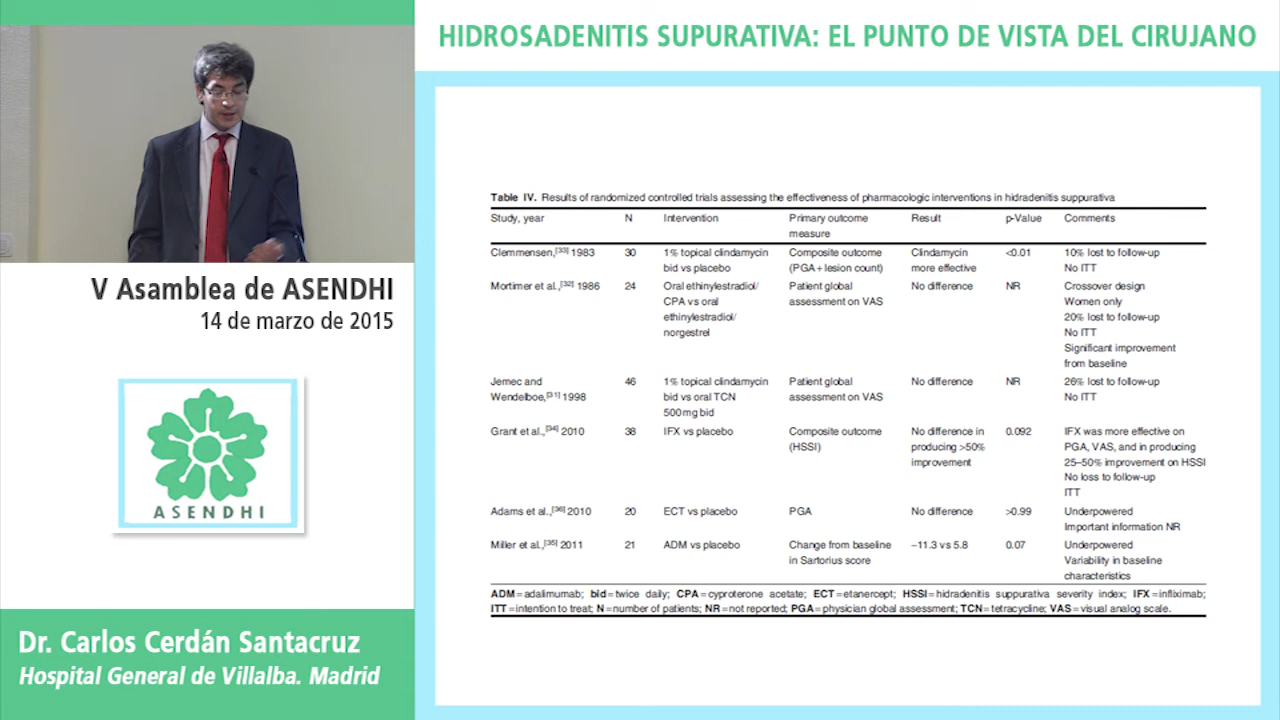 HIDROSADENITIS SUPURATIVA: EL PUNTO DE VISTA DEL CIRUJANO
V Asamblea de ASENDHI
14 de marzo de 2015
ASENDHI
Dr. Carlos Cerdán Santacruz
Hospital General de Villalba. Madrid
Table IV. Results of randomized controlled trials assessing the effectiveness of pharmacologic interventions in hidradenitis suppurativa
Study, year N Intervention Primary outcome measure Result p-Value Comments
Clemmensen,[33] 1983 30 1% topical clindamycin bid vs placebo Composite outcome (PGA + lesion count) Clindamycin more effective <0.01 10% lost to follow-up No ITT
Mortimer et al.,[32] 1986 24 Oral ethinylestradiol/ CPA vs oral ethinylestradiol/ norgestrel Patient global assessment on VAS No difference NR Crossover design Women only 20% lost to follow-up No ITT Significant improvement from baseline
Jemec and Wendelboe,[31] 1998 46 1% topical clindamycin bid vs oral TCN 500 mg bid Patient global assessment on VAS No difference NR 26% lost to follow-up No ITT
Grant et al.,[34] 2010 38 IFX vs placebo Composite outcome (HSSI) No difference in producing >50% improvement 0.092 IFX was more effective on PGA, VAS, and in producing 25–50% improvement on HSSI No loss to follow-up ITT
Adams et al.,[36] 2010 20 ECT vs placebo PGA No difference >0.99 Underpowered Important information NR
Miller et al.,[35] 2011 21 ADM vs placebo Change from baseline in Sartorius score −11.3 vs 5.8 0.07 Underpowered Variability in baseline characteristics
ADM = adalimumab; bid = twice daily; CPA = cyproterone acetate; ECT = etanercept; HSSI = hidradenitis suppurativa severity index; IFX = infliximab;
ITT = intention to treat; N = number of patients; NR = not reported; PGA = physician global assessment; TCN = tetracycline; VAS = visual analog scale.